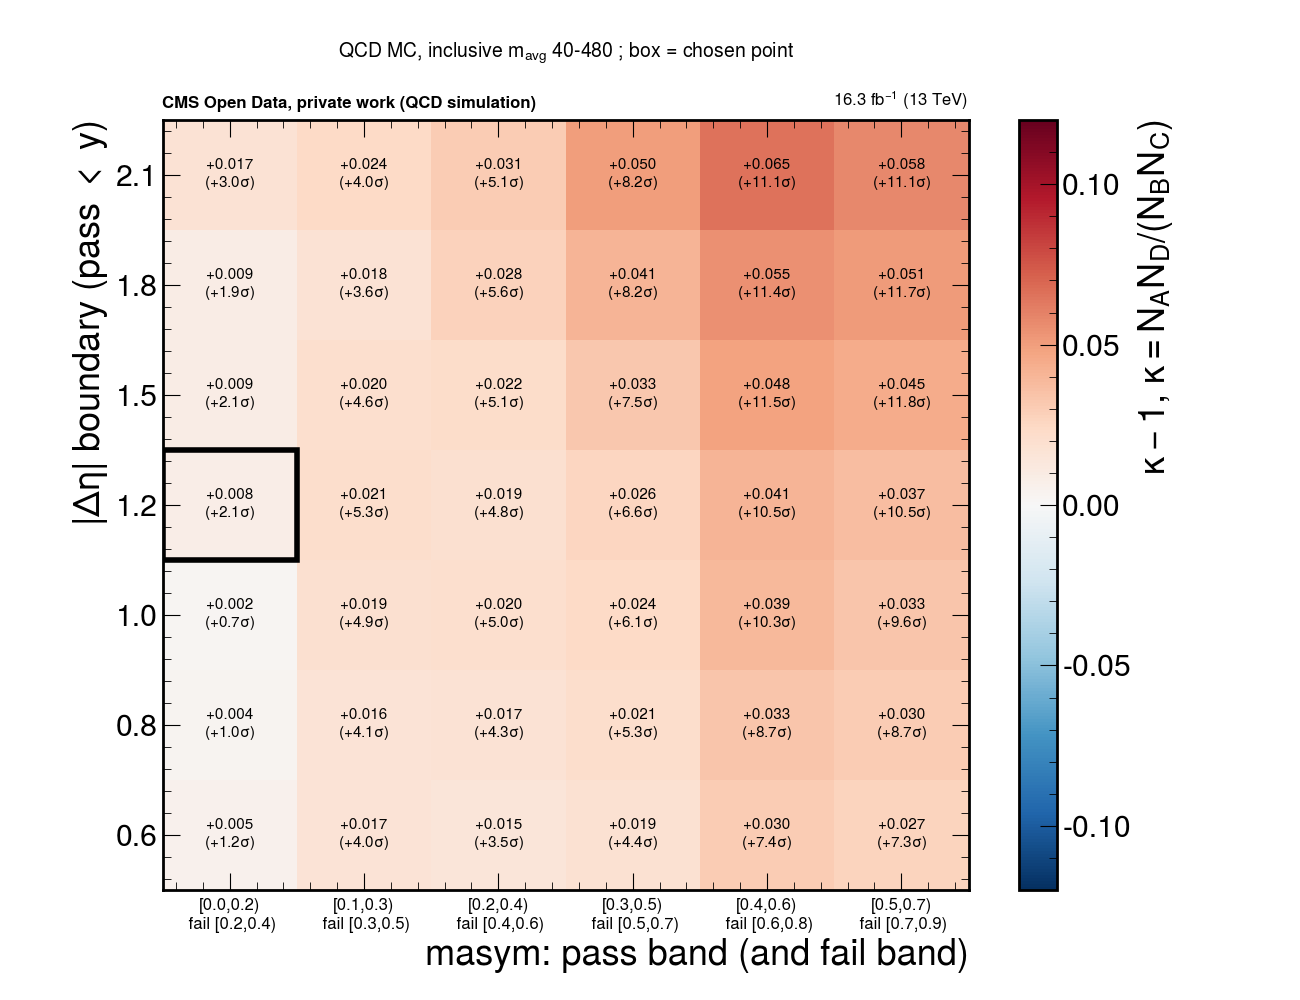 QCD MC, inclusive mavg 40-480 ; box = chosen point
CMS Open Data, private work (QCD simulation)
16.3 fb⁻¹ (13 TeV)
|Δη| boundary (pass < y)
2.1
+0.017 +0.024 +0.031 +0.050 +0.065 +0.058
(+3.0σ) (+4.0σ) (+5.1σ) (+8.2σ) (+11.1σ) (+11.1σ)
1.8
+0.009 +0.018 +0.028 +0.041 +0.055 +0.051
(+1.9σ) (+3.6σ) (+5.6σ) (+8.2σ) (+11.4σ) (+11.7σ)
1.5
+0.009 +0.020 +0.022 +0.033 +0.048 +0.045
(+2.1σ) (+4.6σ) (+5.1σ) (+7.5σ) (+11.5σ) (+11.8σ)
1.2
+0.008 +0.021 +0.019 +0.026 +0.041 +0.037
(+2.1σ) (+5.3σ) (+4.8σ) (+6.6σ) (+10.5σ) (+10.5σ)
1.0
+0.002 +0.019 +0.020 +0.024 +0.039 +0.033
(+0.7σ) (+4.9σ) (+5.0σ) (+6.1σ) (+10.3σ) (+9.6σ)
0.8
+0.004 +0.016 +0.017 +0.021 +0.033 +0.030
(+1.0σ) (+4.1σ) (+4.3σ) (+5.3σ) (+8.7σ) (+8.7σ)
0.6
+0.005 +0.017 +0.015 +0.019 +0.030 +0.027
(+1.2σ) (+4.0σ) (+3.5σ) (+4.4σ) (+7.4σ) (+7.3σ)
[0.0,0.2) [0.1,0.3) [0.2,0.4) [0.3,0.5) [0.4,0.6) [0.5,0.7)
fail [0.2,0.4) fail [0.3,0.5) fail [0.4,0.6) fail [0.5,0.7) fail [0.6,0.8) fail [0.7,0.9)
masym: pass band (and fail band)
0.10
0.05
0.00
-0.05
-0.10
κ − 1, κ = NAND/(NBNC)